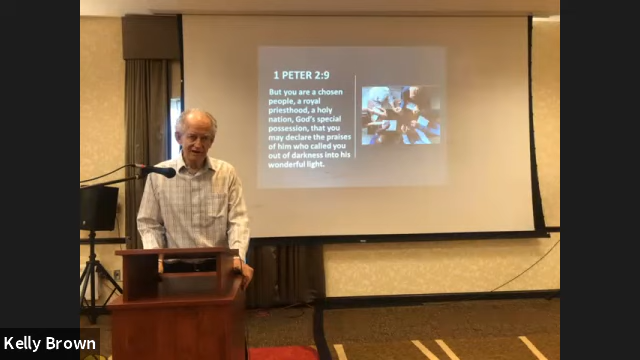 1 PETER 2:9
But you are a chosen
people, a royal
priesthood, a holy
nation, God's special
possession, that you
may declare the praises
of him who called you
out of darkness into his
wonderful light.
Kelly Brown